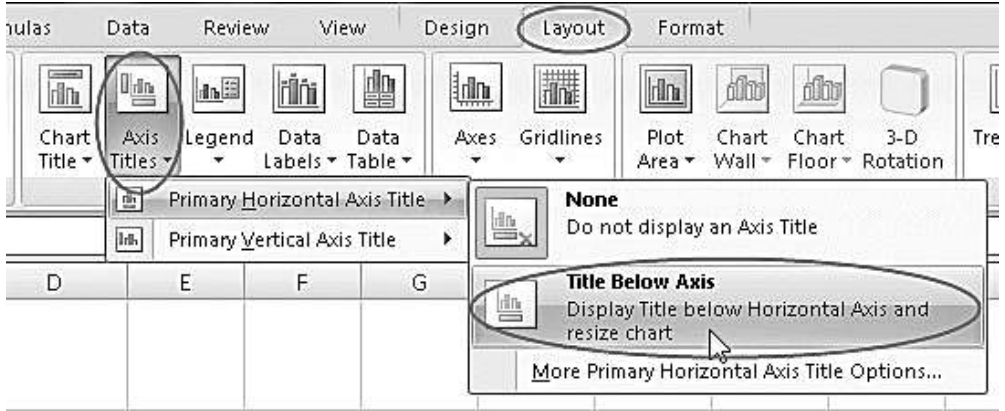 Data Review View Design Layout Format
Chart Axis Legend Data Data Axes Gridlines Plot Chart Chart 3-D
Title Titles Labels Table Area Wall Floor Rotation
Primary Horizontal Axis Title
Primary Vertical Axis Title
None
Do not display an Axis Title
Title Below Axis
Display Title below Horizontal Axis and
resize chart
More Primary Horizontal Axis Title Options...
D E F G